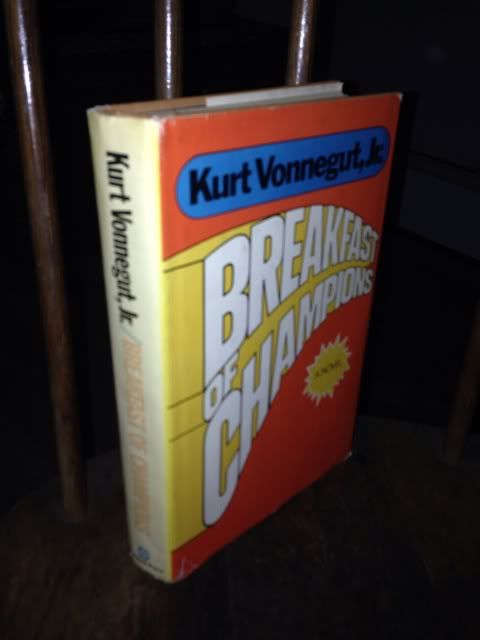 Kurt Vonnegut, Jr.
BREAKFAST
OF
CHAMPIONS
A NOVEL
Kurt Vonnegut, Jr. / BREAKFAST OF CHAMPIONS